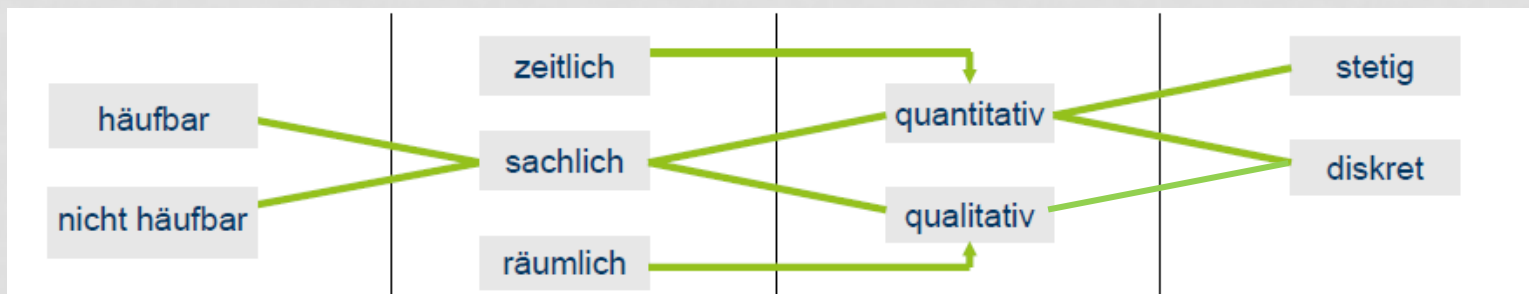 häufbar
nicht häufbar
zeitlich
sachlich
räumlich
quantitativ
qualitativ
stetig
diskret